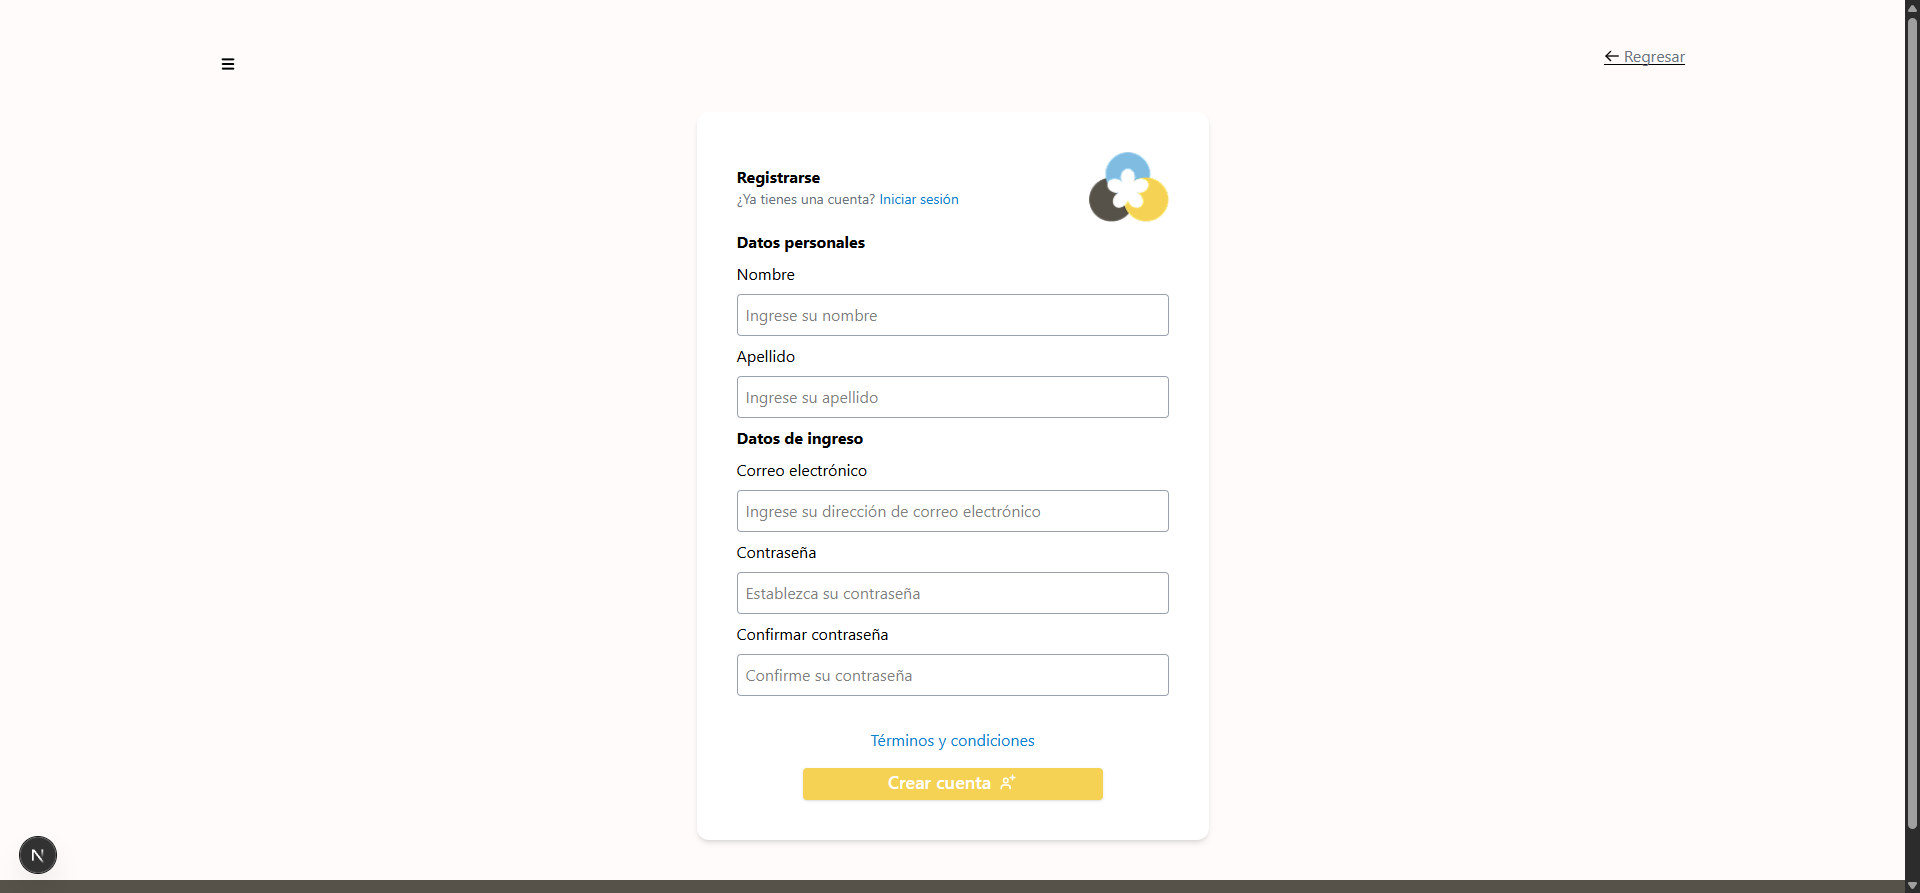 Regresar
Registrarse
¿Ya tienes una cuenta? Iniciar sesión
Datos personales
Nombre
Ingrese su nombre
Apellido
Ingrese su apellido
Datos de ingreso
Correo electrónico
Ingrese su dirección de correo electrónico
Contraseña
Establezca su contraseña
Confirmar contraseña
Confirme su contraseña
Términos y condiciones
Crear cuenta
N